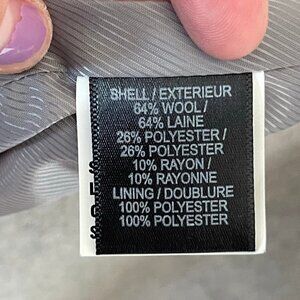 SHELL / EXTERIEUR
64% WOOL /
64% LAINE
26% POLYESTER /
26% POLYESTER
10% RAYON /
10% RAYONNE
LINING / DOUBLURE
100% POLYESTER
100% POLYESTER